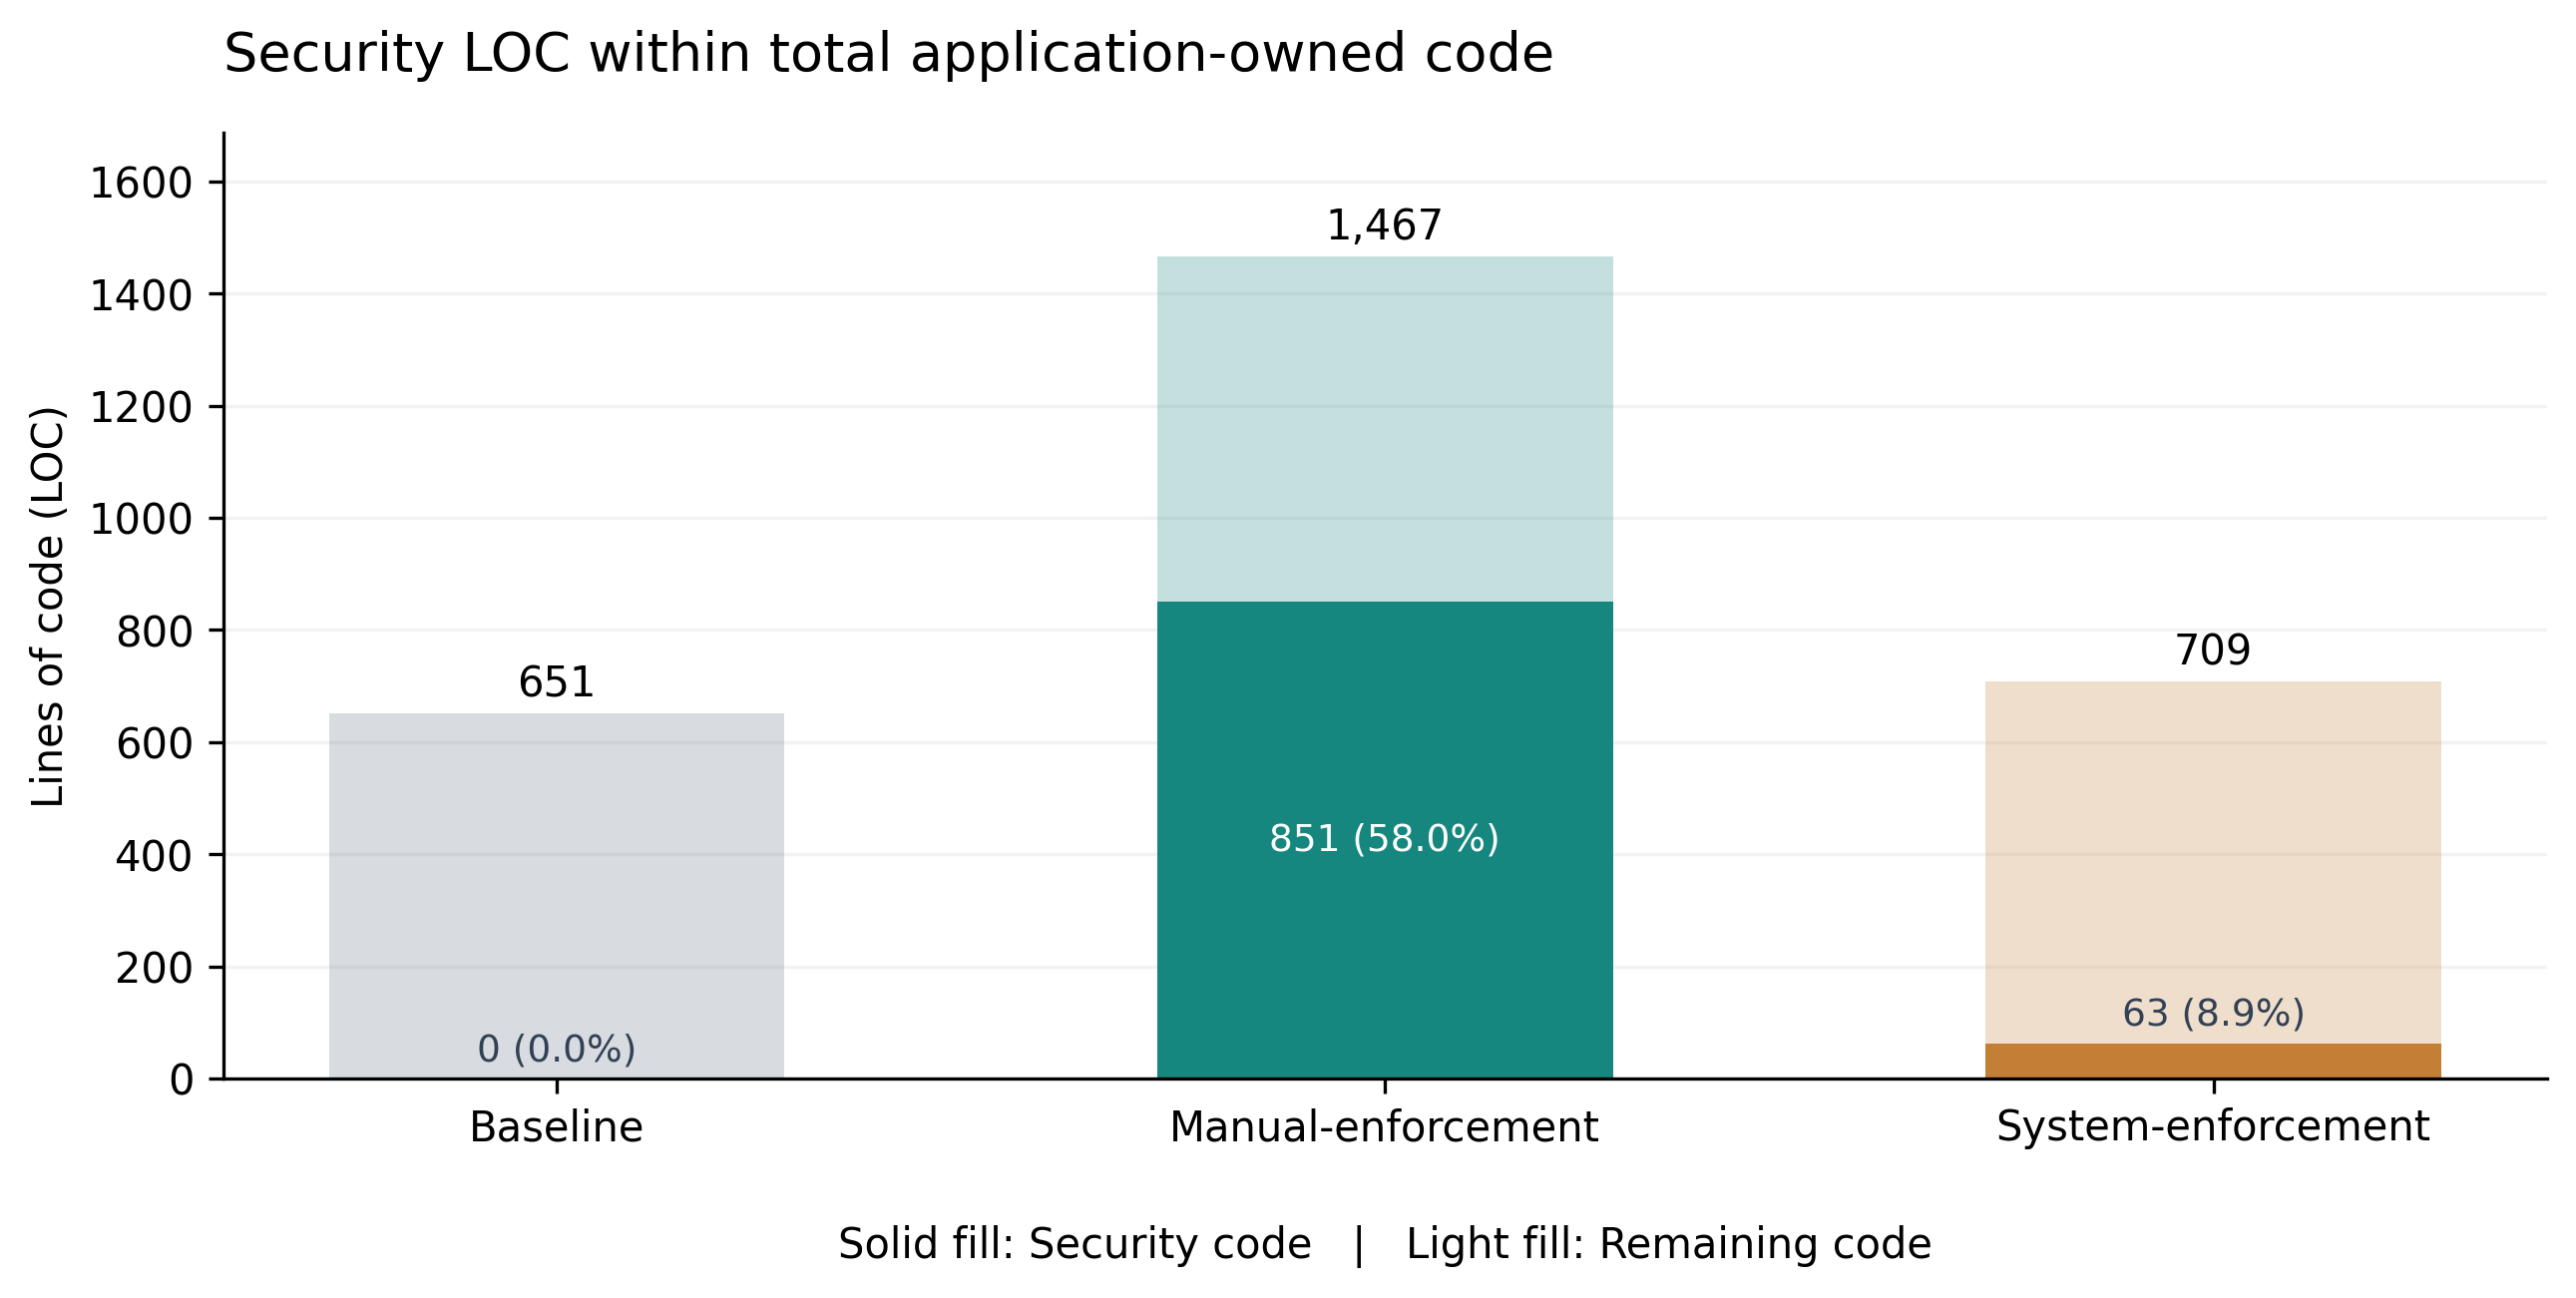 Security LOC within total application-owned code
Lines of code (LOC)
1600
1400
1200
1000
800
600
400
200
0
651
0 (0.0%)
1,467
851 (58.0%)
709
63 (8.9%)
Baseline
Manual-enforcement
System-enforcement
Solid fill: Security code | Light fill: Remaining code